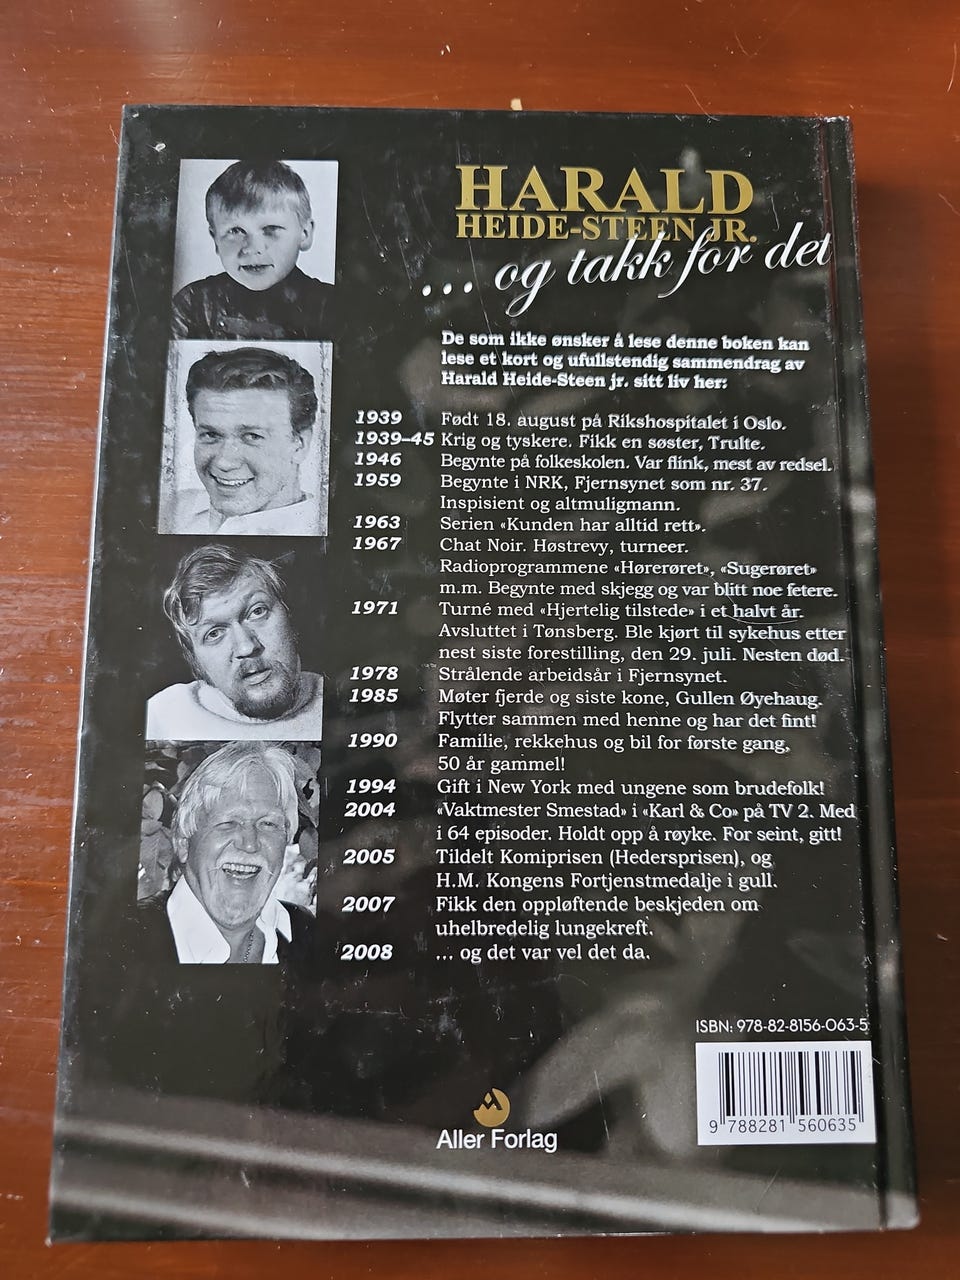 HARALD
HEIDE-STEEN JR.
... og takk for det
De som ikke ønsker å lese denne boken kan
lese et kort og ufullstendig sammendrag av
Harald Heide-Steen jr. sitt liv her:
1939 Født 18. august på Rikshospitalet i Oslo.
1939–45 Krig og tyskere. Fikk en søster, Trulte.
1946 Begynte på folkeskolen. Var flink, mest av redsel.
1959 Begynte i NRK, Fjernsynet som nr. 37.
Inspisient og altmuligmann.
1963 Serien «Kunden har alltid rett».
1967 Chat Noir. Høstrevy, turneer.
Radioprogrammene «Hørerøret», «Sugerøret»
m.m. Begynte med skjegg og var blitt noe fetere.
1971 Turné med «Hjertelig tilstede» i et halvt år.
Avsluttet i Tønsberg. Ble kjørt til sykehus etter
nest siste forestilling, den 29. juli. Nesten død.
1978 Strålende arbeidsår i Fjernsynet.
1985 Møter fjerde og siste kone, Gullen Øyehaug.
Flytter sammen med henne og har det fint!
1990 Familie, rekkehus og bil for første gang,
50 år gammel!
1994 Gift i New York med ungene som brudefolk!
2004 «Vaktmester Smestad» i «Karl & Co» på TV 2. Med
i 64 episoder. Holdt opp å røyke. For seint, gitt!
2005 Tildelt Komiprisen (Hedersprisen), og
H.M. Kongens Fortjenstmedalje i gull.
2007 Fikk den oppløftende beskjeden om
uhelbredelig lungekreft.
2008 ... og det var vel det da.
ISBN: 978-82-8156-063-5
9 788281 560635
Aller Forlag